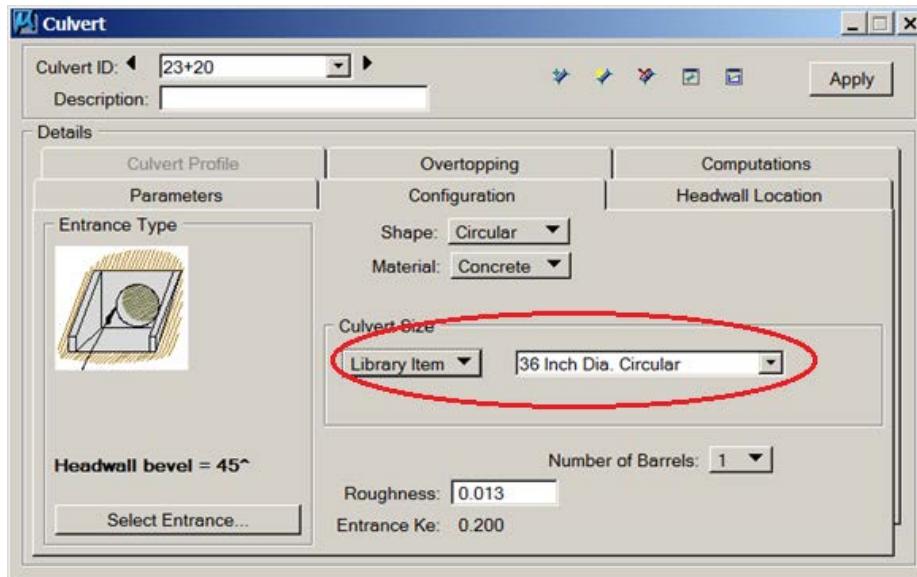 Culvert
Culvert ID: 23+20
Description:
Apply
Details
Culvert Profile Overtopping Computations
Parameters Configuration Headwall Location
Entrance Type
Headwall bevel = 45^
Select Entrance...
Shape: Circular
Material: Concrete
Culvert Size
Library Item 36 Inch Dia. Circular
Number of Barrels: 1
Roughness: 0.013
Entrance Ke: 0.200